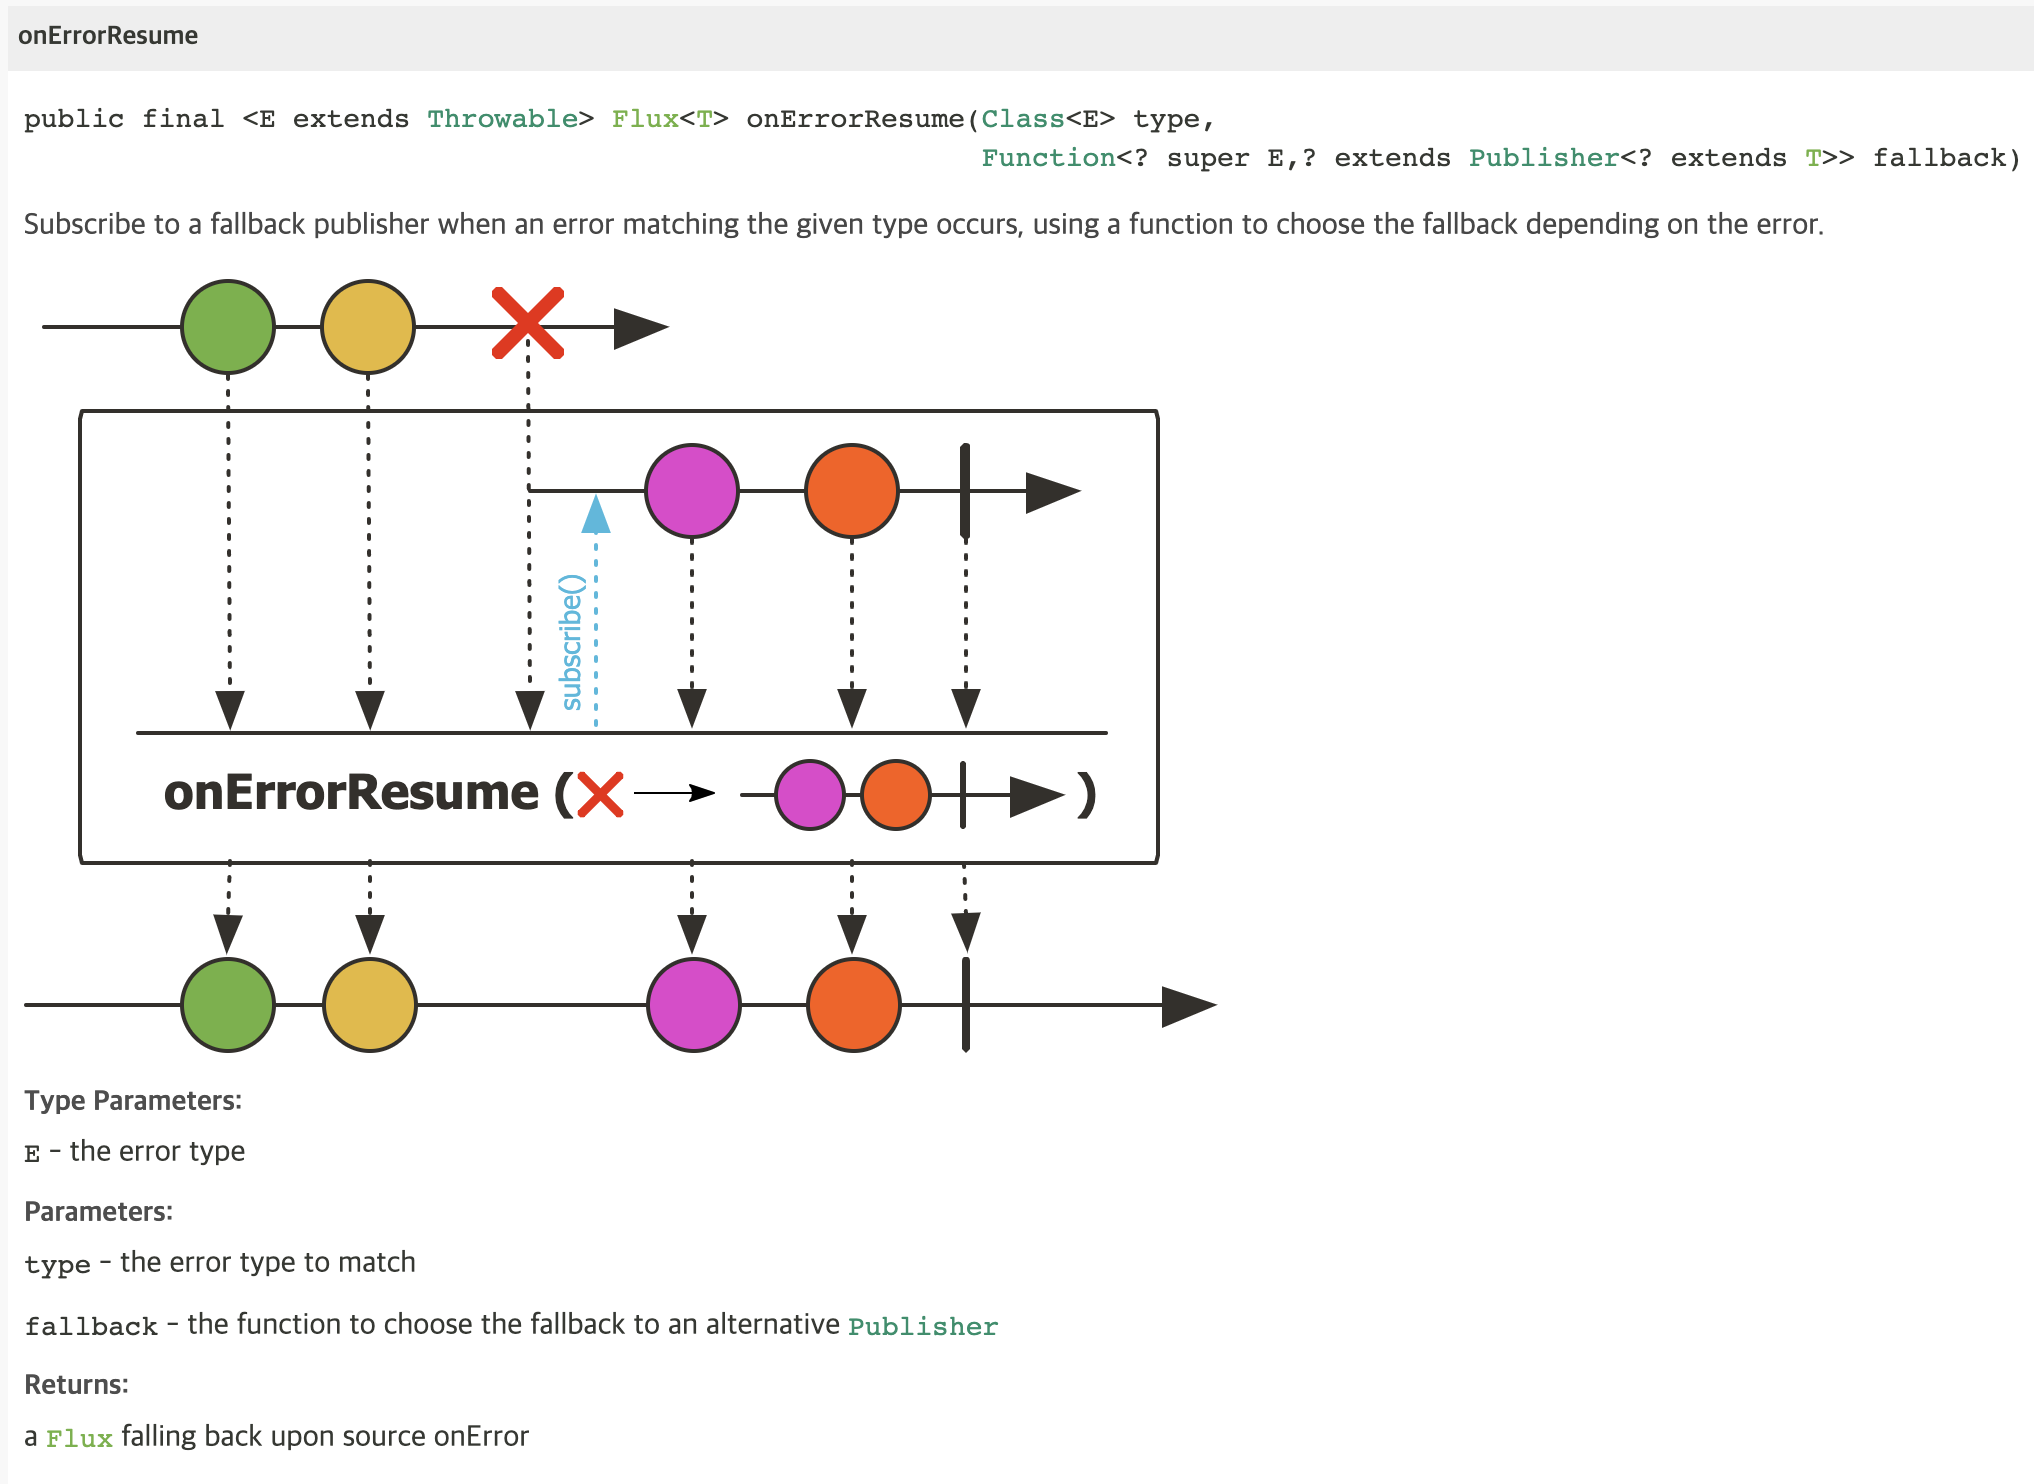 onErrorResume
public final <E extends Throwable> Flux<T> onErrorResume(Class<E> type,
Function<? super E,? extends Publisher<? extends T>> fallback)
Subscribe to a fallback publisher when an error matching the given type occurs, using a function to choose the fallback depending on the error.
subscribe()
onErrorResume ( )
Type Parameters:
E – the error type
Parameters:
type – the error type to match
fallback – the function to choose the fallback to an alternative Publisher
Returns:
a Flux falling back upon source onError